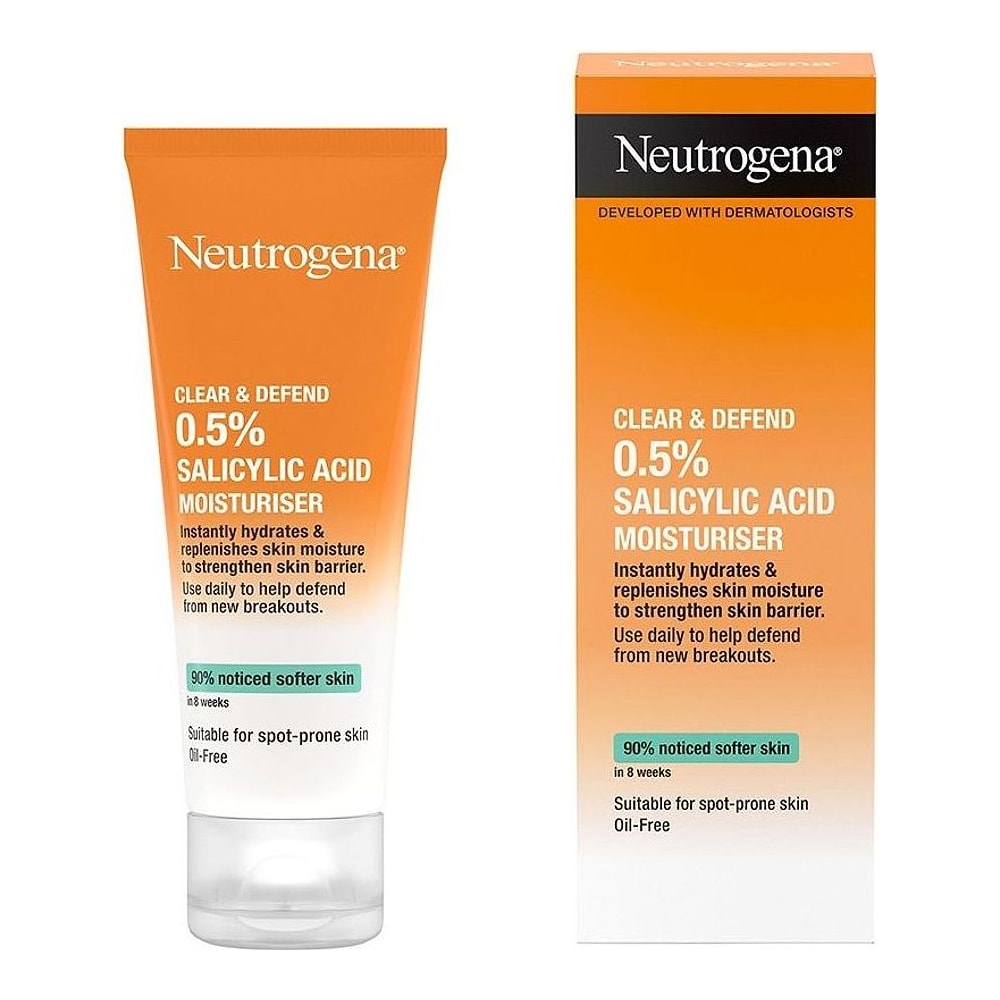 Neutrogena®
CLEAR & DEFEND
0.5%
SALICYLIC ACID
MOISTURISER
Instantly hydrates &
replenishes skin moisture
to strengthen skin barrier.
Use daily to help defend
from new breakouts.
90% noticed softer skin
in 8 weeks
Suitable for spot-prone skin
Oil-Free
Neutrogena®
Neutrogena®
DEVELOPED WITH DERMATOLOGISTS
CLEAR & DEFEND
0.5%
SALICYLIC ACID
MOISTURISER
Instantly hydrates &
replenishes skin moisture
to strengthen skin barrier.
Use daily to help defend
from new breakouts.
90% noticed softer skin
in 8 weeks
Suitable for spot-prone skin
Oil-Free